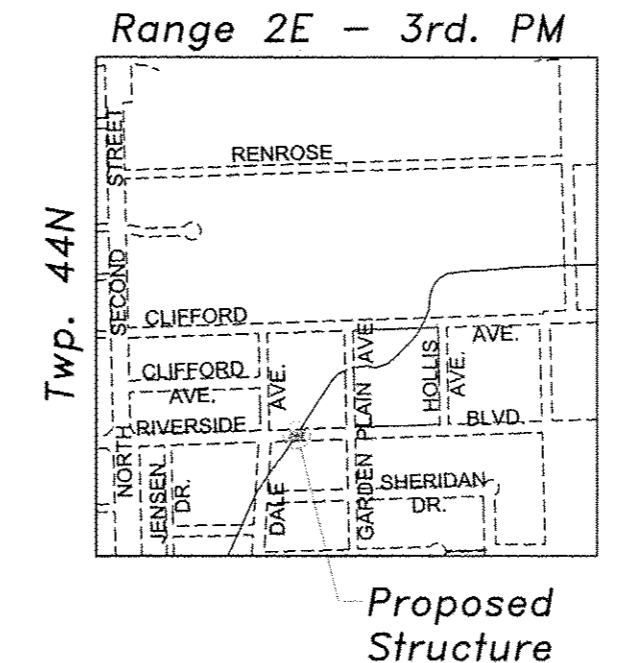 Range 2E - 3rd. PM
Twp. 44N
NORTH SECOND STREET
RENROSE
CLIFFORD AVE.
CLIFFORD
AVE.
RIVERSIDE BLVD.
JENSEN
DR.
DALE AVE.
GARDEN PLAIN AVE
HOLLIS
AVE.
SHERIDAN
DR.
Proposed
Structure